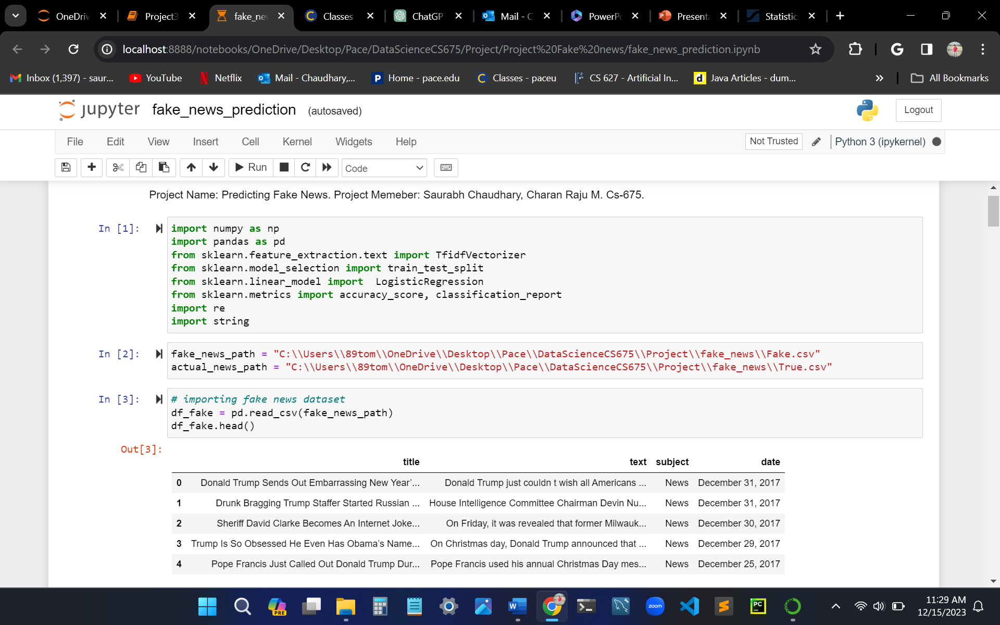 OneDriv
Project3
fake_nev
Classes
ChatGP
Mail - C
PowerPo
Present
Statistic
localhost:8888/notebooks/OneDrive/Desktop/Pace/DataScienceCS675/Project/Project%20Fake%20news/fake_news_prediction.ipynb
Inbox (1,397) - saur...
YouTube
Netflix
Mail - Chaudhary,...
Home - pace.edu
Classes - paceu
CS 627 - Artificial In...
Java Articles - dum...
All Bookmarks
jupyter fake_news_prediction (autosaved)
Logout
File Edit View Insert Cell Kernel Widgets Help
Not Trusted
Python 3 (ipykernel)
Run
Code
Project Name: Predicting Fake News. Project Memeber: Saurabh Chaudhary, Charan Raju M. Cs-675.
In [1]:
import numpy as np
import pandas as pd
from sklearn.feature_extraction.text import TfidfVectorizer
from sklearn.model_selection import train_test_split
from sklearn.linear_model import  LogisticRegression
from sklearn.metrics import accuracy_score, classification_report
import re
import string
In [2]:
fake_news_path = "C:\\Users\\89tom\\OneDrive\\Desktop\\Pace\\DataScienceCS675\\Project\\fake_news\\Fake.csv"
actual_news_path = "C:\\Users\\89tom\\OneDrive\\Desktop\\Pace\\DataScienceCS675\\Project\\fake_news\\True.csv"
In [3]:
# importing fake news dataset
df_fake = pd.read_csv(fake_news_path)
df_fake.head()
Out[3]:
title text subject date
0 Donald Trump Sends Out Embarrassing New Year'... Donald Trump just couldn t wish all Americans ... News December 31, 2017
1 Drunk Bragging Trump Staffer Started Russian ... House Intelligence Committee Chairman Devin Nu... News December 31, 2017
2 Sheriff David Clarke Becomes An Internet Joke... On Friday, it was revealed that former Milwauk... News December 30, 2017
3 Trump Is So Obsessed He Even Has Obama's Name... On Christmas day, Donald Trump announced that ... News December 29, 2017
4 Pope Francis Just Called Out Donald Trump Dur... Pope Francis used his annual Christmas Day mes... News December 25, 2017
PRE
W
zoom
PC
11:29 AM
12/15/2023